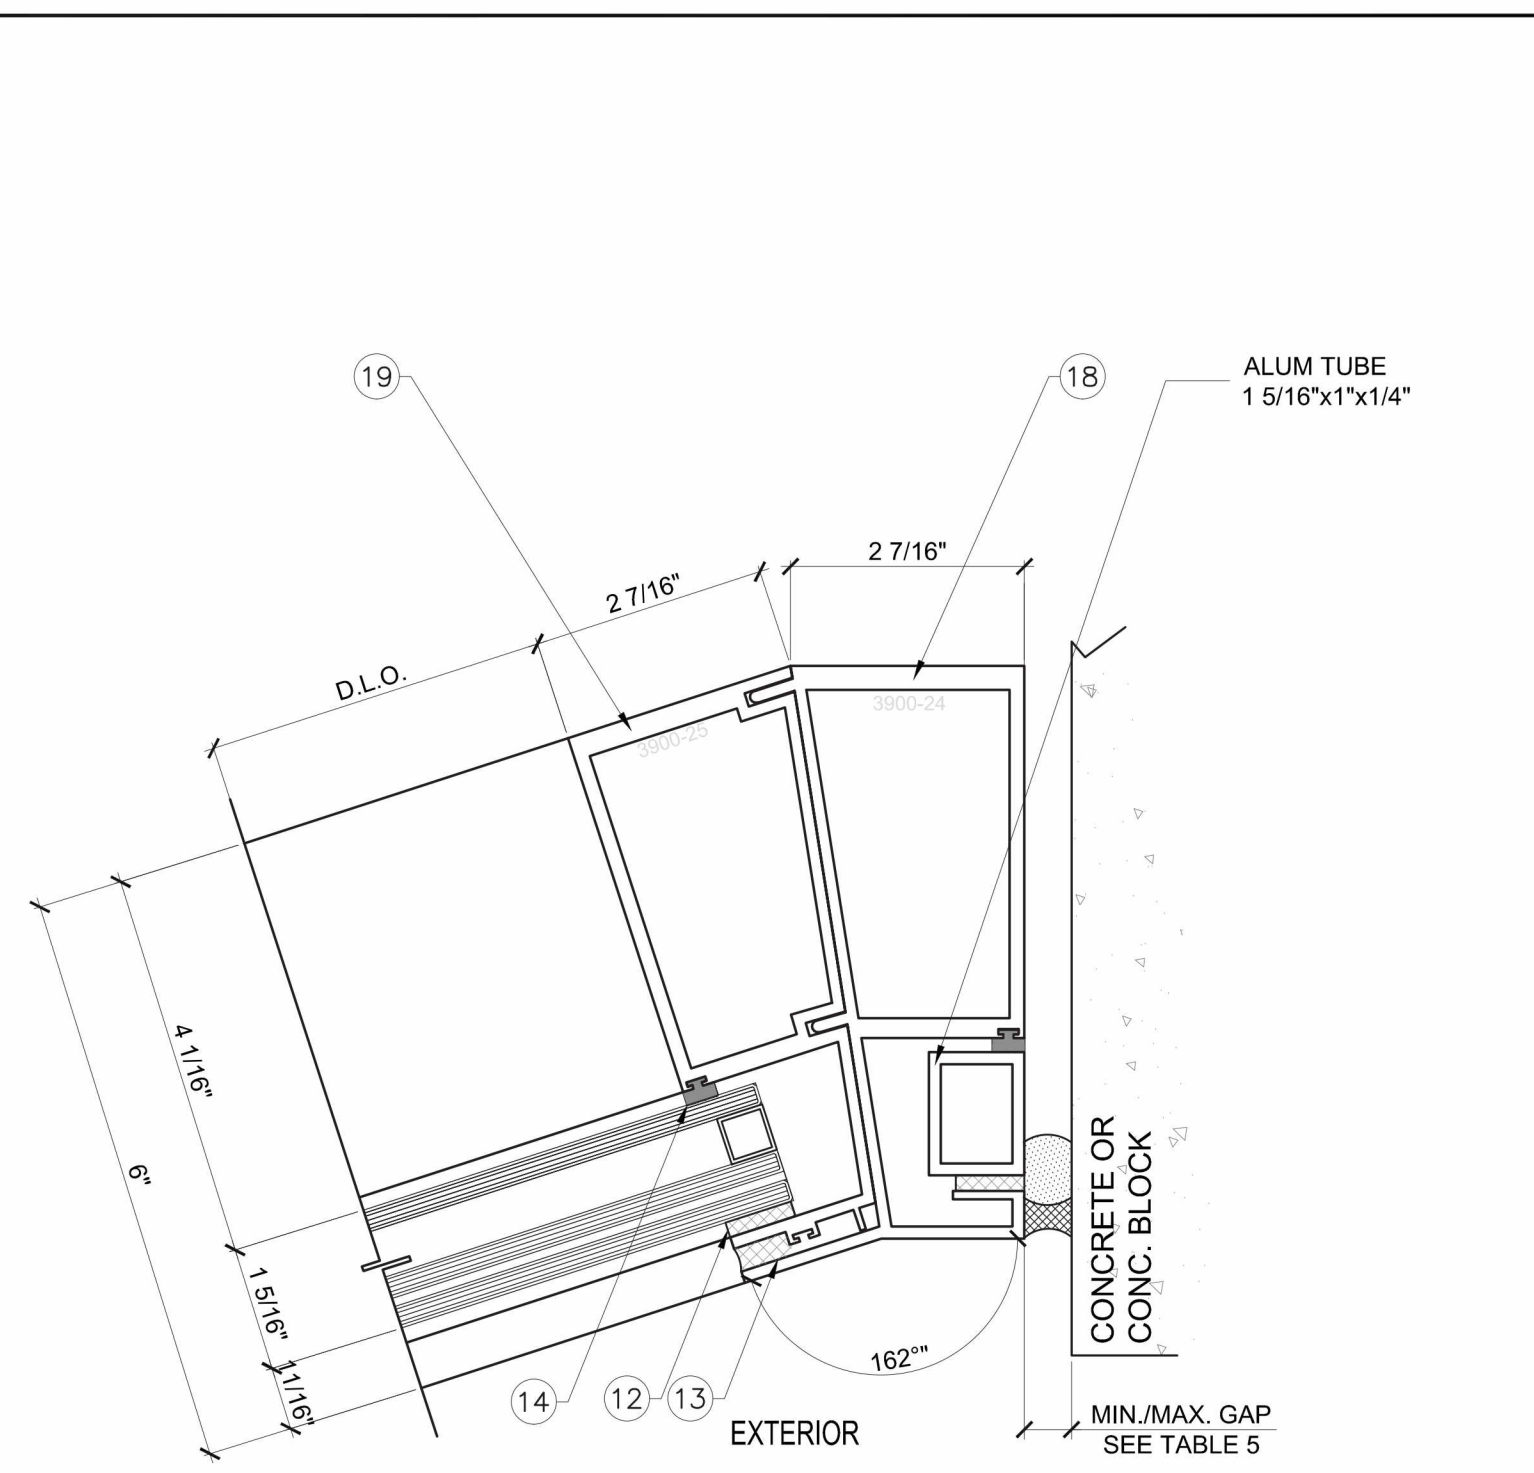 19
18
ALUM TUBE
1 5/16"x1"x1/4"
2 7/16"
2 7/16"
D.L.O.
3900-24
3900-25
4 1/16"
6"
1 5/16"
11/16"
CONCRETE OR
CONC. BLOCK
162°"
14
12
13
EXTERIOR
MIN./MAX. GAP
SEE TABLE 5